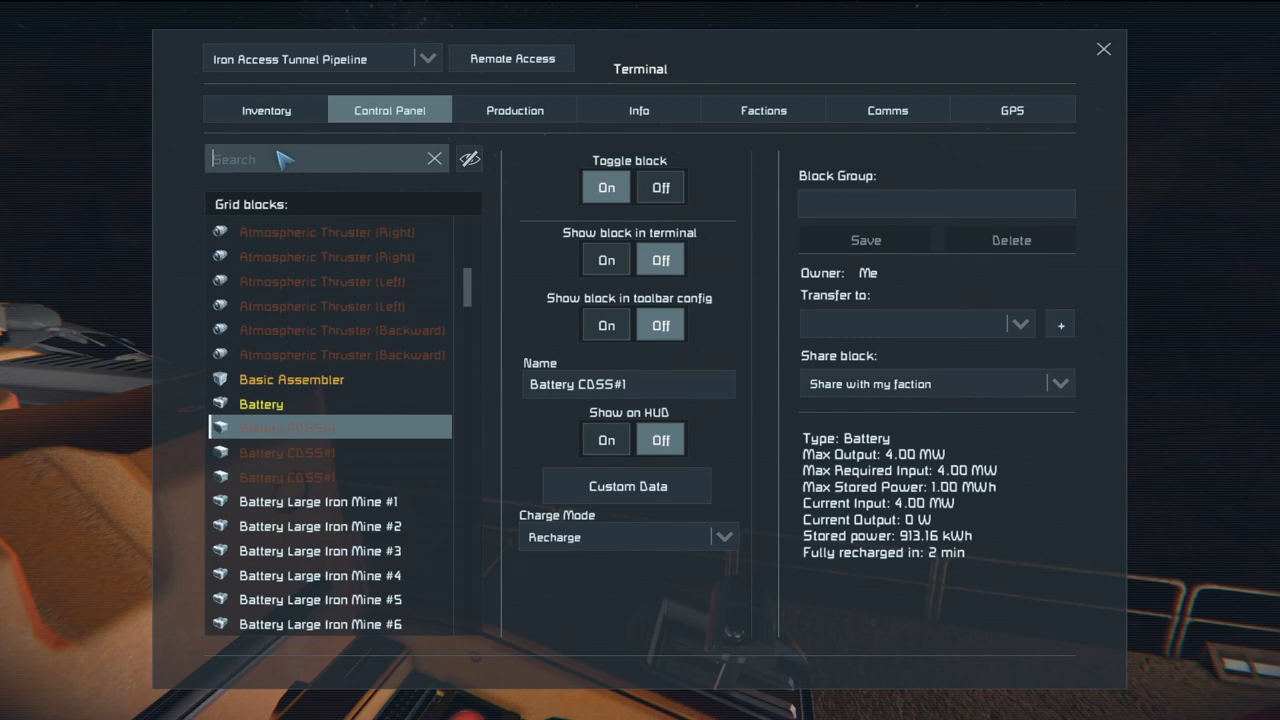 Iron Access Tunnel Pipeline
Remote Access
Terminal
Inventory
Control Panel
Production
Info
Factions
Comms
GPS
Search
Grid blocks:
Atmospheric Thruster (Right)
Atmospheric Thruster (Right)
Atmospheric Thruster (Left)
Atmospheric Thruster (Left)
Atmospheric Thruster (Backward)
Atmospheric Thruster (Backward)
Basic Assembler
Battery
Battery CDSS#1
Battery CDSS#1
Battery CDSS#1
Battery Large Iron Mine #1
Battery Large Iron Mine #2
Battery Large Iron Mine #3
Battery Large Iron Mine #4
Battery Large Iron Mine #5
Battery Large Iron Mine #6
Toggle block
On Off
Show block in terminal
On Off
Show block in toolbar config
On Off
Name
Battery CDSS#1
Show on HUD
On Off
Custom Data
Charge Mode
Recharge
Block Group:
Save Delete
Owner: Me
Transfer to:
+
Share block:
Share with my faction
Type: Battery
Max Output: 4.00 MW
Max Required Input: 4.00 MW
Max Stored Power: 1.00 MWh
Current Input: 4.00 MW
Current Output: 0 W
Stored power: 913.16 kWh
Fully recharged in: 2 min